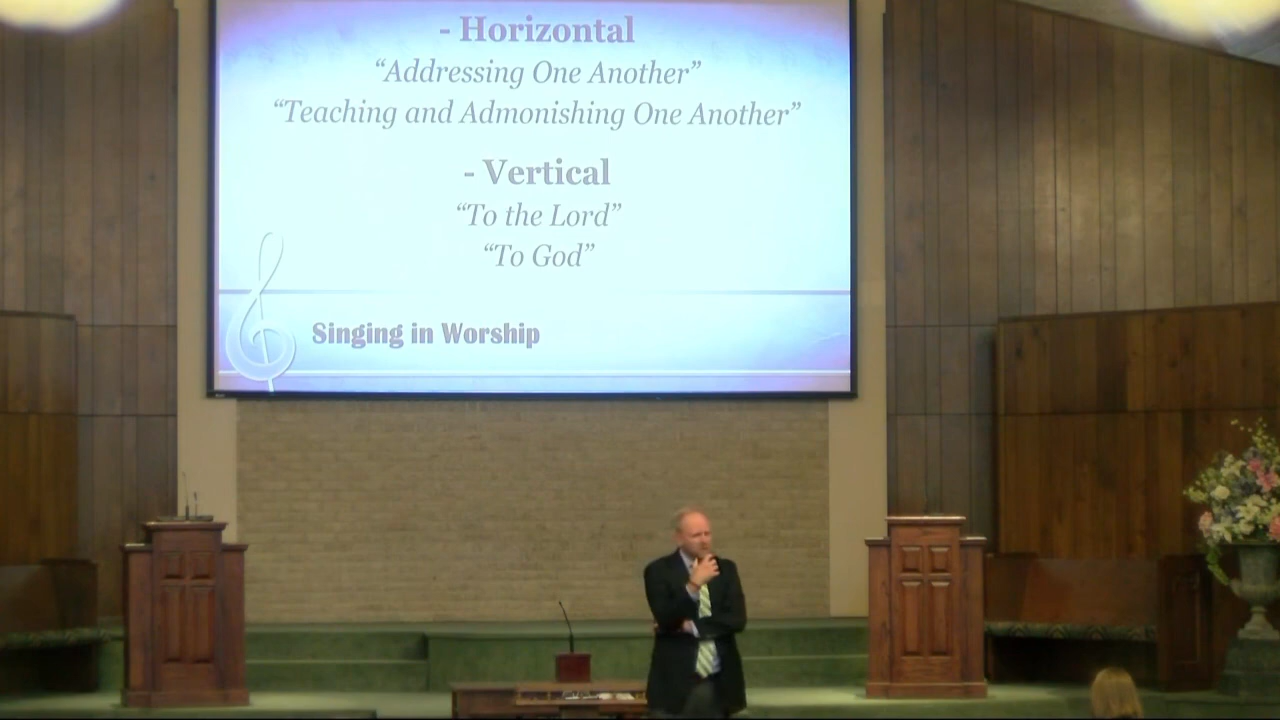 - Horizontal
“Addressing One Another”
“Teaching and Admonishing One Another”
- Vertical
“To the Lord”
“To God”
Singing in Worship